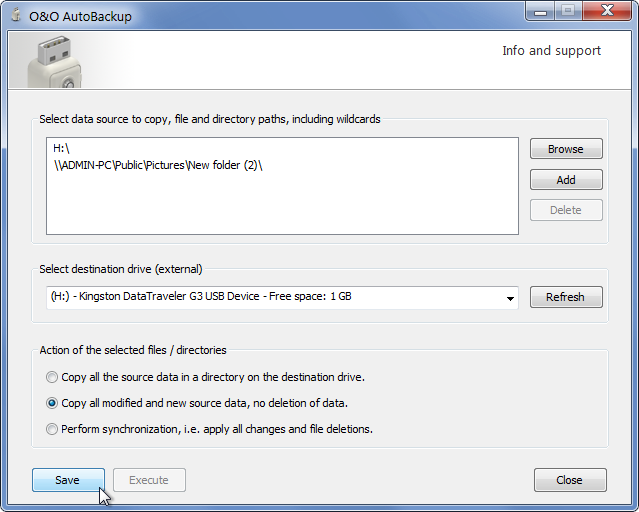 O&O AutoBackup
Info and support
Select data source to copy, file and directory paths, including wildcards
H:\
\\ADMIN-PC\Public\Pictures\New folder (2)\
Browse
Add
Delete
Select destination drive (external)
(H:) - Kingston DataTraveler G3 USB Device - Free space: 1 GB
Refresh
Action of the selected files / directories
Copy all the source data in a directory on the destination drive.
Copy all modified and new source data, no deletion of data.
Perform synchronization, i.e. apply all changes and file deletions.
Save
Execute
Close